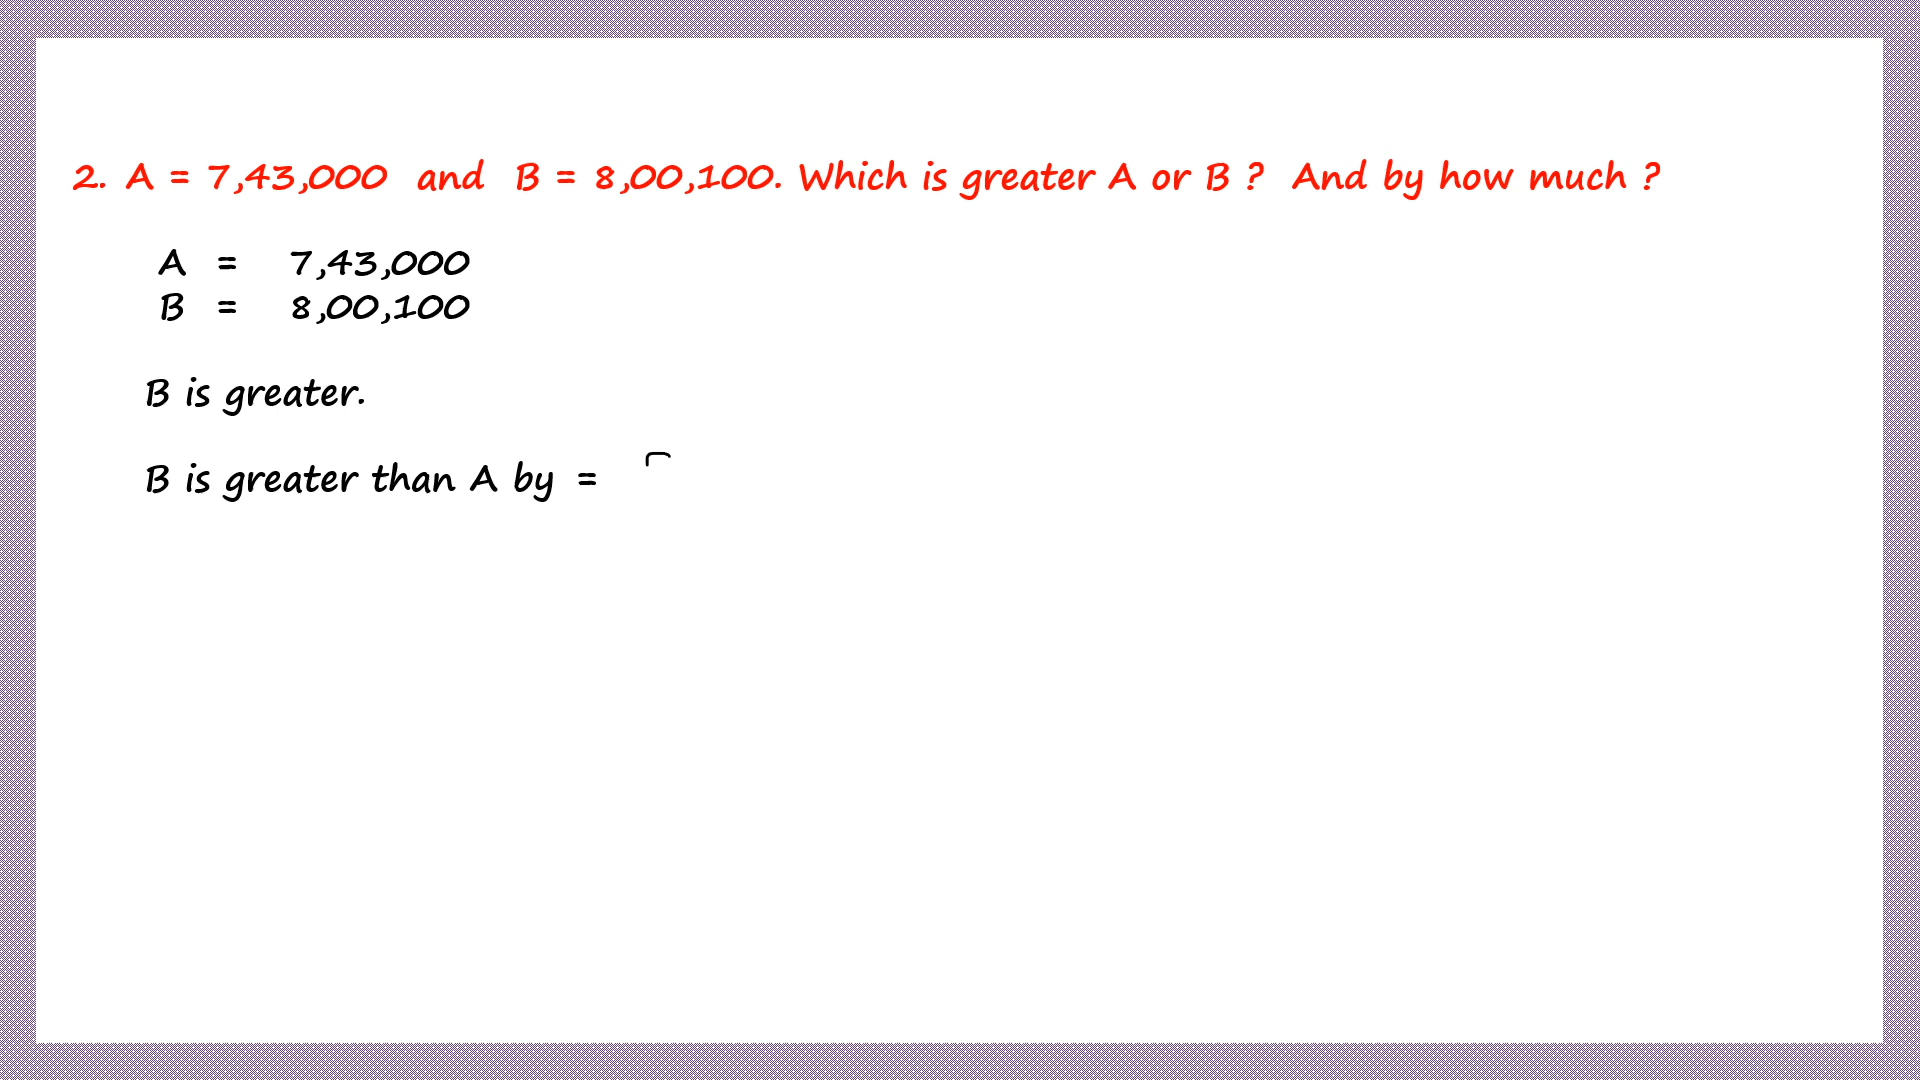 2. A = 7,43,000 and B = 8,00,100. Which is greater A or B ? And by how much ?
A = 7,43,000
B = 8,00,100
B is greater.
B is greater than A by =